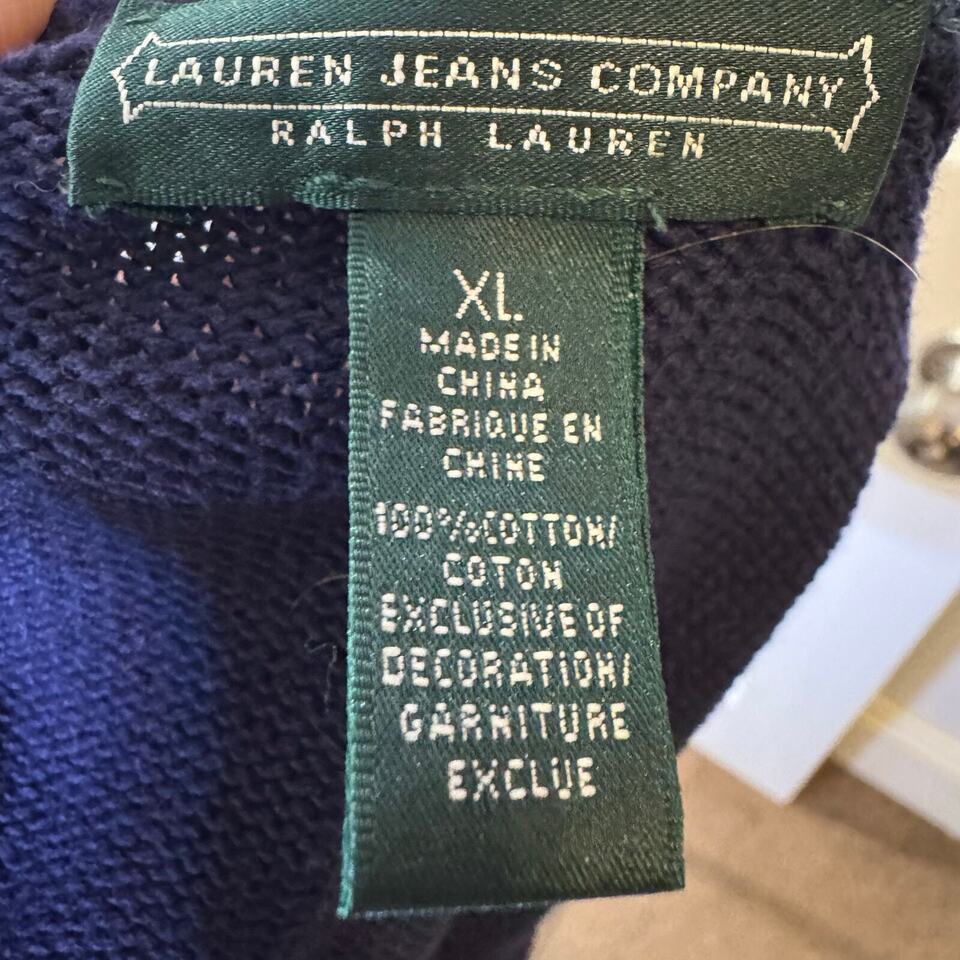 LAUREN JEANS COMPANY
RALPH LAUREN
XL
MADE IN
CHINA
FABRIQUE EN
CHINE
100% COTTON/
COTON
EXCLUSIVE OF
DECORATION/
GARNITURE
EXCLUE